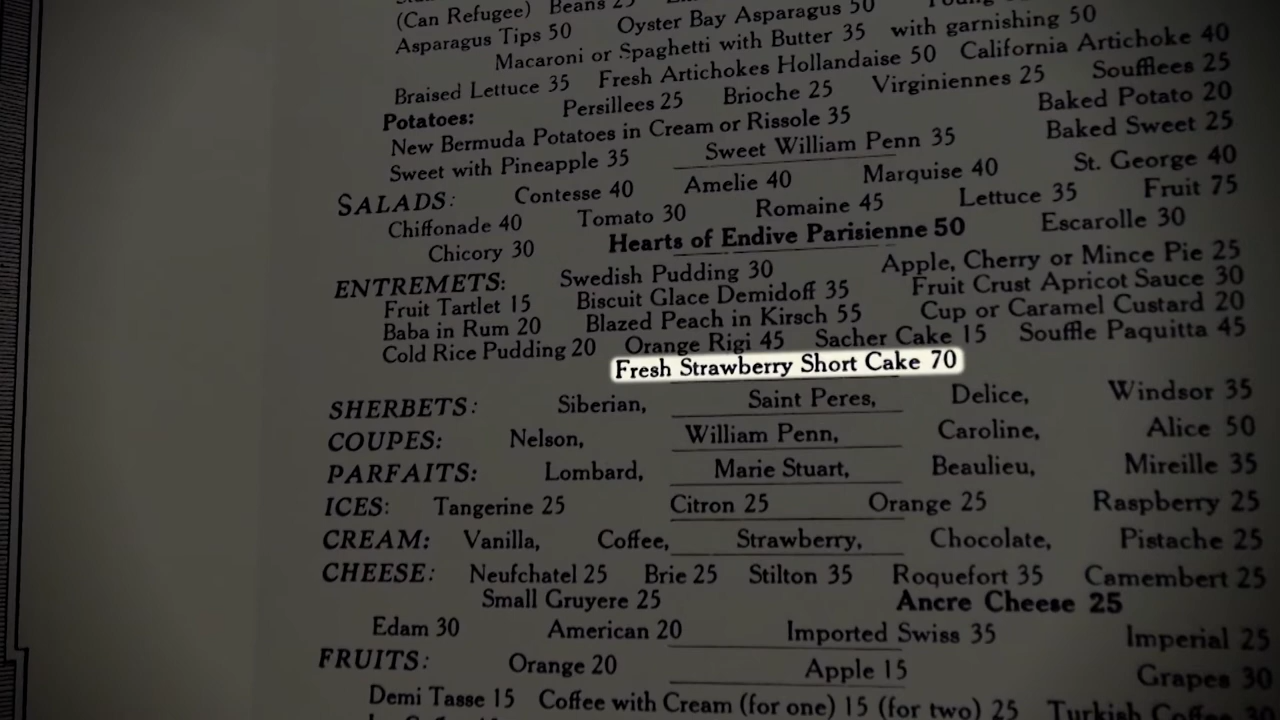 (Can Refugee) Beans 25
Asparagus Tips 50 Oyster Bay Asparagus 50
Macaroni or Spaghetti with Butter 35 with garnishing 50
Braised Lettuce 35 Fresh Artichokes Hollandaise 50 California Artichoke 40
Potatoes: Persillees 25 Brioche 25 Virginiennes 25 Soufflees 25
New Bermuda Potatoes in Cream or Rissole 35 Baked Potato 20
Sweet with Pineapple 35 Sweet William Penn 35 Baked Sweet 25
SALADS: Contesse 40 Amelie 40 Marquise 40 St. George 40
Chiffonade 40 Tomato 30 Romaine 45 Lettuce 35 Fruit 75
Chicory 30 Hearts of Endive Parisienne 50 Escarolle 30
ENTREMETS: Swedish Pudding 30 Apple, Cherry or Mince Pie 25
Fruit Tartlet 15 Biscuit Glace Demidoff 35 Fruit Crust Apricot Sauce 30
Baba in Rum 20 Blazed Peach in Kirsch 55 Cup or Caramel Custard 20
Cold Rice Pudding 20 Orange Rigi 45 Sacher Cake 15 Souffle Paquitta 45
Fresh Strawberry Short Cake 70
SHERBETS: Siberian, Saint Peres, Delice, Windsor 35
COUPES: Nelson, William Penn, Caroline, Alice 50
PARFAITS: Lombard, Marie Stuart, Beaulieu, Mireille 35
ICES: Tangerine 25 Citron 25 Orange 25 Raspberry 25
CREAM: Vanilla, Coffee, Strawberry, Chocolate, Pistache 25
CHEESE: Neufchatel 25 Brie 25 Stilton 35 Roquefort 35 Camembert 25
Small Gruyere 25 Ancre Cheese 25
Edam 30 American 20 Imported Swiss 35 Imperial 25
FRUITS: Orange 20 Apple 15 Grapes 30
Demi Tasse 15 Coffee with Cream (for one) 15 (for two) 25 Turkish Coffee 30